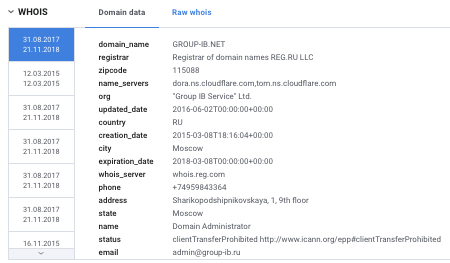 WHOIS
Domain data Raw whois
31.08.2017
21.11.2018
12.03.2015
12.03.2015
31.08.2017
21.11.2018
31.08.2017
21.11.2018
31.08.2017
21.11.2018
31.08.2017
21.11.2018
16.11.2015
domain_name GROUP-IB.NET
registrar Registrar of domain names REG.RU LLC
zipcode 115088
name_servers dora.ns.cloudflare.com,tom.ns.cloudflare.com
org "Group IB Service" Ltd.
updated_date 2016-06-02T00:00:00+00:00
country RU
creation_date 2015-03-08T18:16:04+00:00
city Moscow
expiration_date 2018-03-08T00:00:00+00:00
whois_server whois.reg.com
phone +74959843364
address Sharikopodshipnikovskaya, 1, 9th floor
state Moscow
name Domain Administrator
status clientTransferProhibited http://www.icann.org/epp#clientTransferProhibited
email admin@group-ib.ru